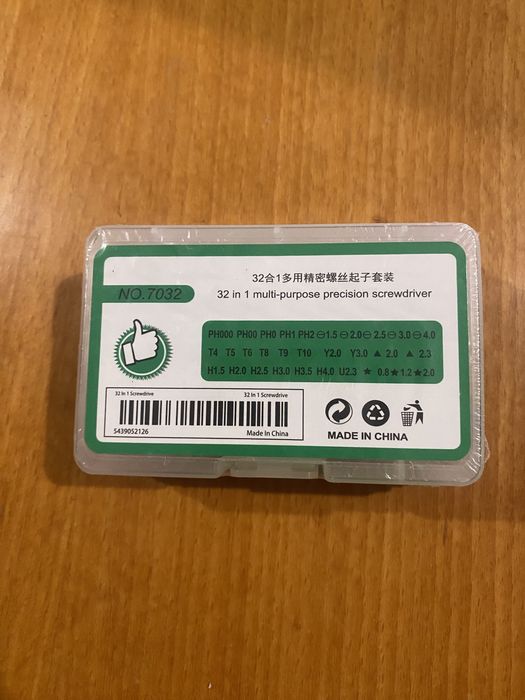 32合1多用精密螺丝起子套装
NO.7032
32 in 1 multi-purpose precision screwdriver
PH000 PH00 PH0 PH1 PH2 ⊖1.5 ⊖2.0 ⊖2.5 ⊖3.0 ⊖4.0
T4 T5 T6 T8 T9 T10 Y2.0 Y3.0 ▲ 2.0 ▲ 2.3
H1.5 H2.0 H2.5 H3.0 H3.5 H4.0 U2.3 ★ 0.8 ★1.2 ★2.0
32 In 1 Screwdrive 32 In 1 Screwdrive
5439052126 Made In China
MADE IN CHINA